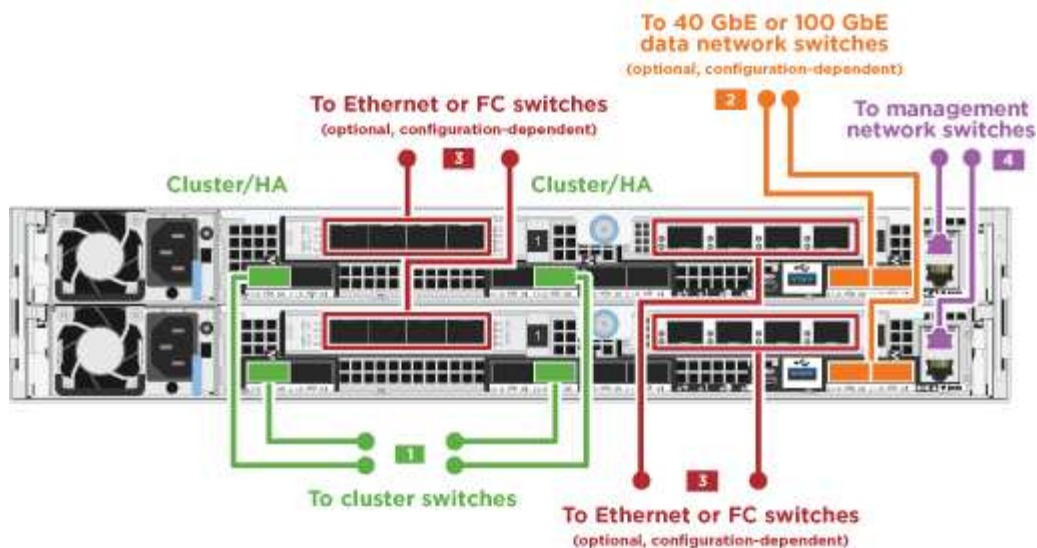 To 40 GbE or 100 GbE
data network switches
(optional, configuration-dependent)
2
To Ethernet or FC switches
(optional, configuration-dependent)
3
To management
network switches
4
Cluster/HA
Cluster/HA
1
1
1
To cluster switches
3
To Ethernet or FC switches
(optional, configuration-dependent)